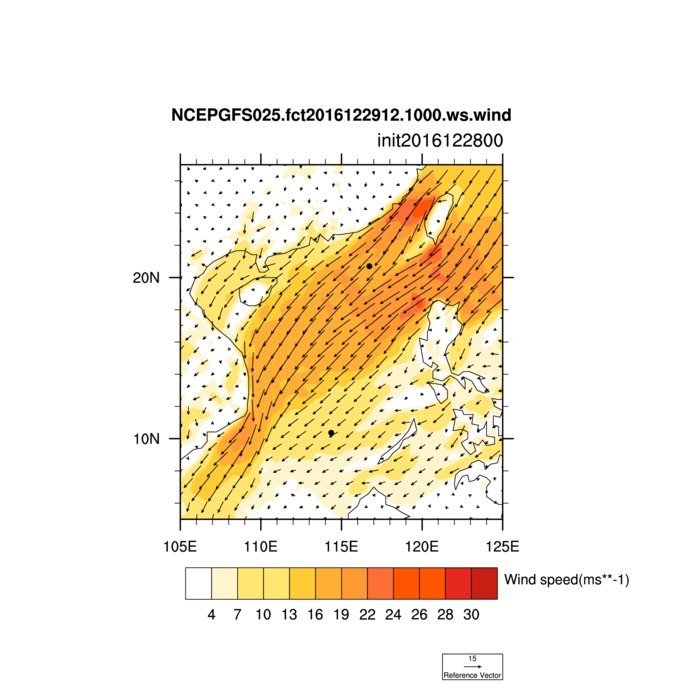 NCEPGFS025.fct2016122912.1000.ws.wind
init2016122800
20N
10N
105E 110E 115E 120E 125E
Wind speed(ms**-1)
4 7 10 13 16 19 22 24 26 28 30
15
Reference Vector